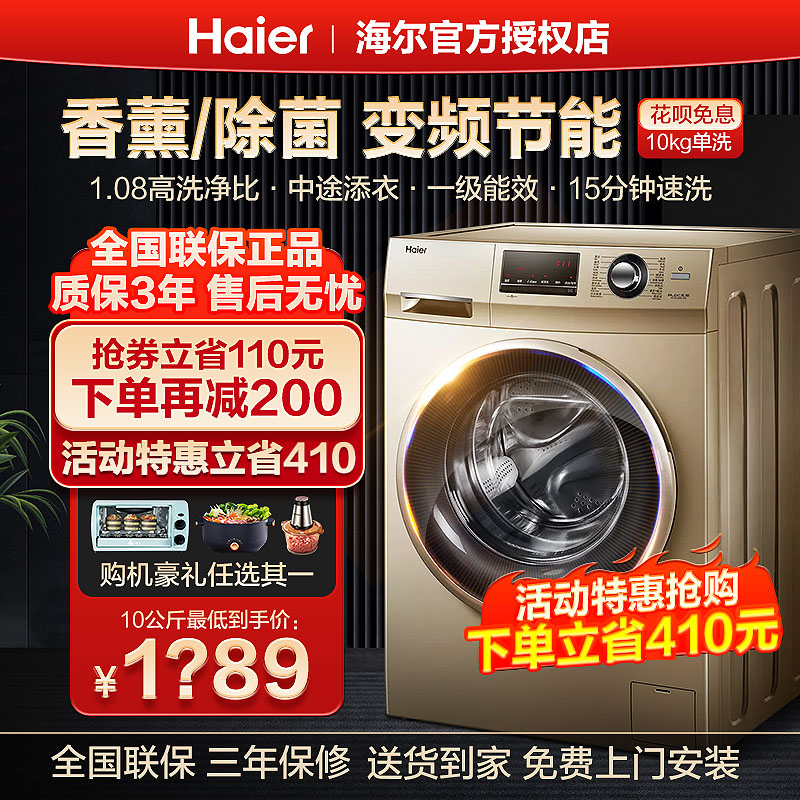 Haier | 海尔官方授权店
香薰/除菌 变频节能
花呗免息
10kg单洗
1.08高洗净比·中途添衣·一级能效·15分钟速洗
全国联保正品
质保3年 售后无忧
抢券立省110元
下单再减200
活动特惠立省410
购机豪礼任选其一
10公斤最低到手价:
¥1?89
Haier
活动特惠抢购
下单立省410元
全国联保 三年保修 送货到家 免费上门安装